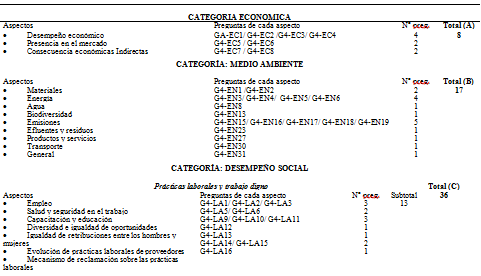 CATEGORIA ECONOMICA
Aspectos Preguntas de cada aspecto Nº preg. Total (A)
• Desempeño económico GA-EC1/ G4-EC2 /G4-EC3/ G4-EC4 4 8
• Presencia en el mercado G4-EC5 / G4-EC6 2
• Consecuencia económicas Indirectas G4-EC7 / G4-EC8 2
CATEGORÍA: MEDIO AMBIENTE
Aspectos Preguntas de cada aspecto Nº preg. Total (B)
• Materiales G4-EN1 /G4-EN2 2 17
• Energía G4-EN3/ G4-EN4/ G4-EN5/ G4-EN6 4
• Agua G4-EN8 1
• Biodiversidad G4-EN13 1
• Emisiones G4-EN15/ G4-EN16/ G4-EN17/ G4-EN18/ G4-EN19 5
• Efluentes y residuos G4-EN23 1
• Productos y servicios G4-EN27 1
• Transporte G4-EN30 1
• General G4-EN31 1
CATEGORÍA: DESEMPEÑO SOCIAL
Prácticas laborales y trabajo digno Total (C)
Aspectos Preguntas de cada aspecto Nº preg. Subtotal 36
• Empleo G4-LA1/ G4-LA2/ G4-LA3 3 13
• Salud y seguridad en el trabajo G4-LA5/ G4-LA6 2
• Capacitación y educación G4-LA9/ G4-LA10/ G4-LA11 3
• Diversidad e igualdad de oportunidades G4-LA12 1
• Igualdad de retribuciones entre los hombres y G4-LA13 1
mujeres G4-LA14/ G4-LA15 2
• Evolución de prácticas laborales de proveedores G4-LA16 1
• Mecanismo de reclamación sobre las prácticas
laborales